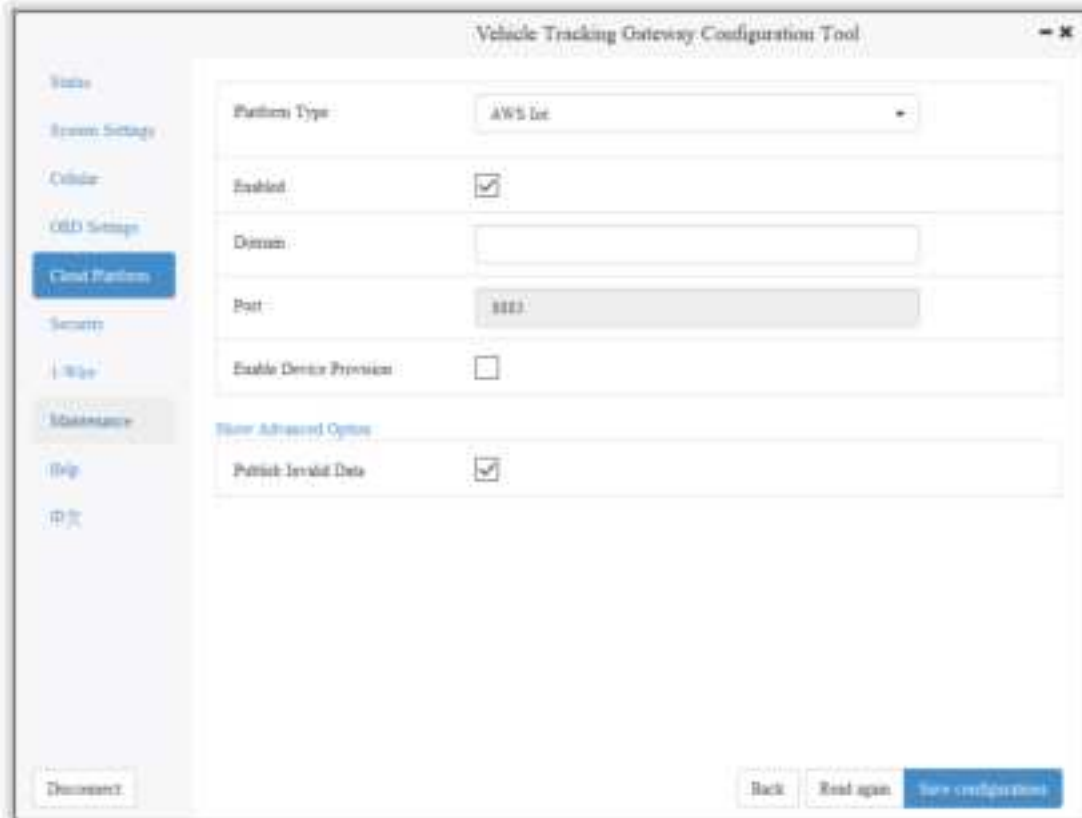 Vehicle Tracking Gateway Configuration Tool
Status
System Settings
Cellular
OBD Settings
Cloud Platform
Security
1-Wire
Maintenance
Help
中文
Platform Type
AWS Iot
Enabled
Domain
Port
Enable Device Provision
Show Advanced Option
Publish Invalid Data
Disconnect
Back
Read again
Save configurations